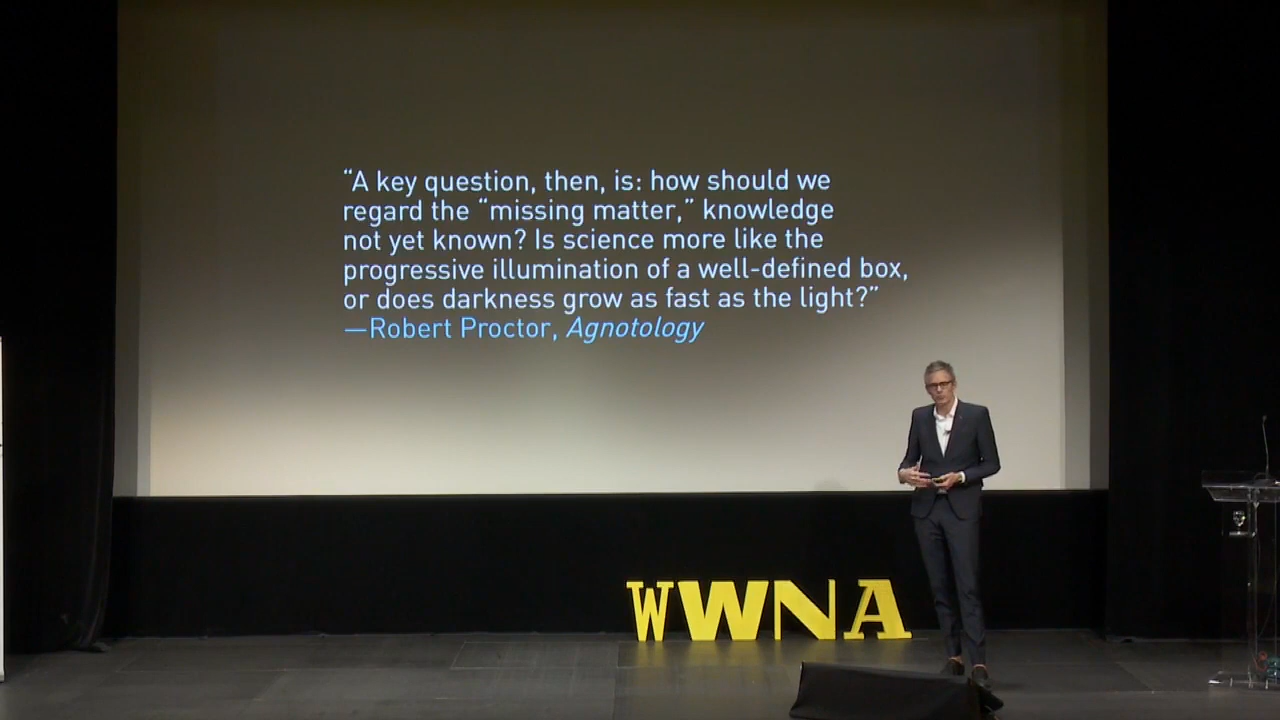 “A key question, then, is: how should we
regard the “missing matter,” knowledge
not yet known? Is science more like the
progressive illumination of a well-defined box,
or does darkness grow as fast as the light?”
—Robert Proctor, Agnotology
WWNA